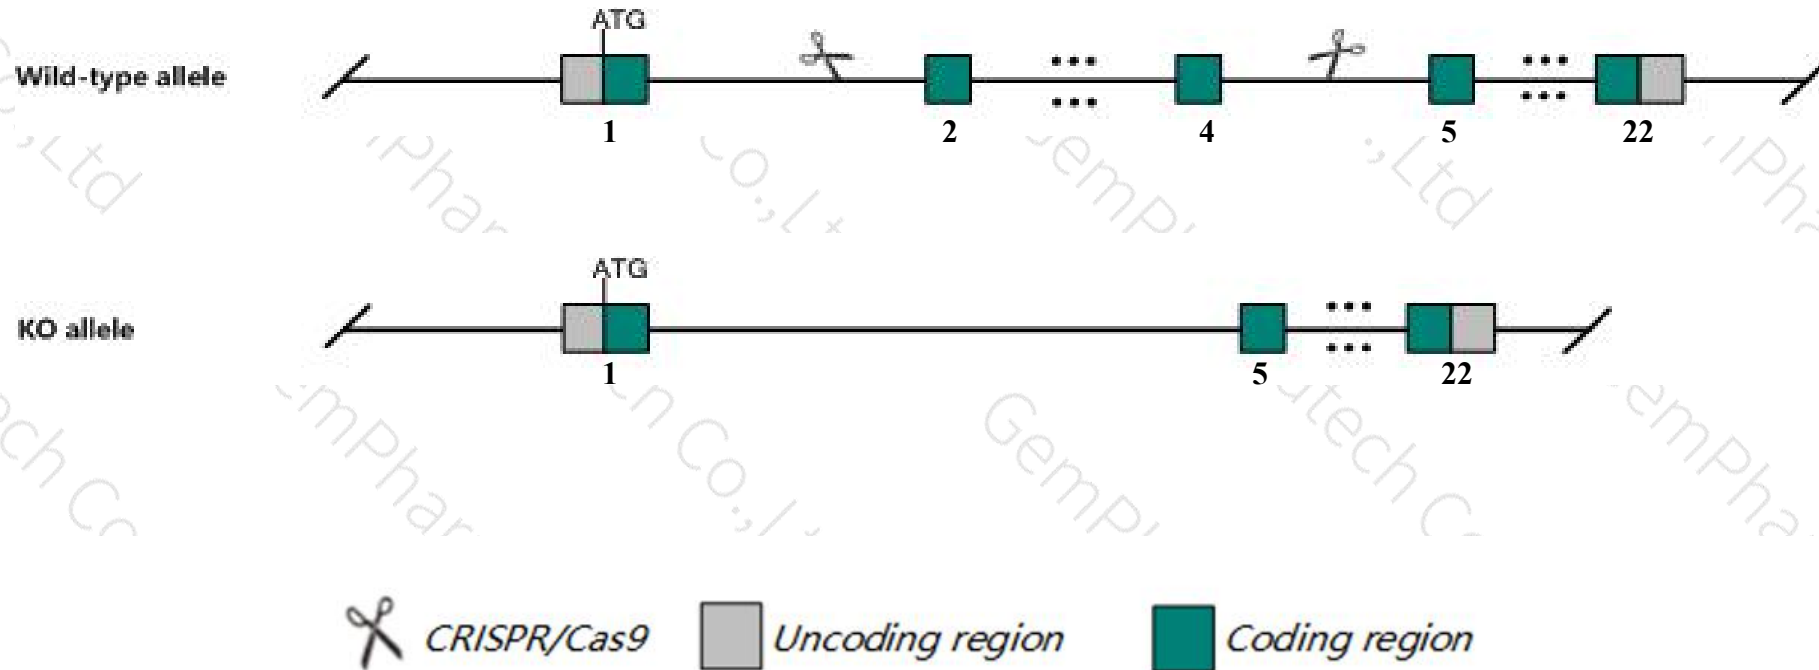 ATG
Wild-type allele
1 2 4 5 22
ATG
KO allele
1 5 22
CRISPR/Cas9 Uncoding region Coding region